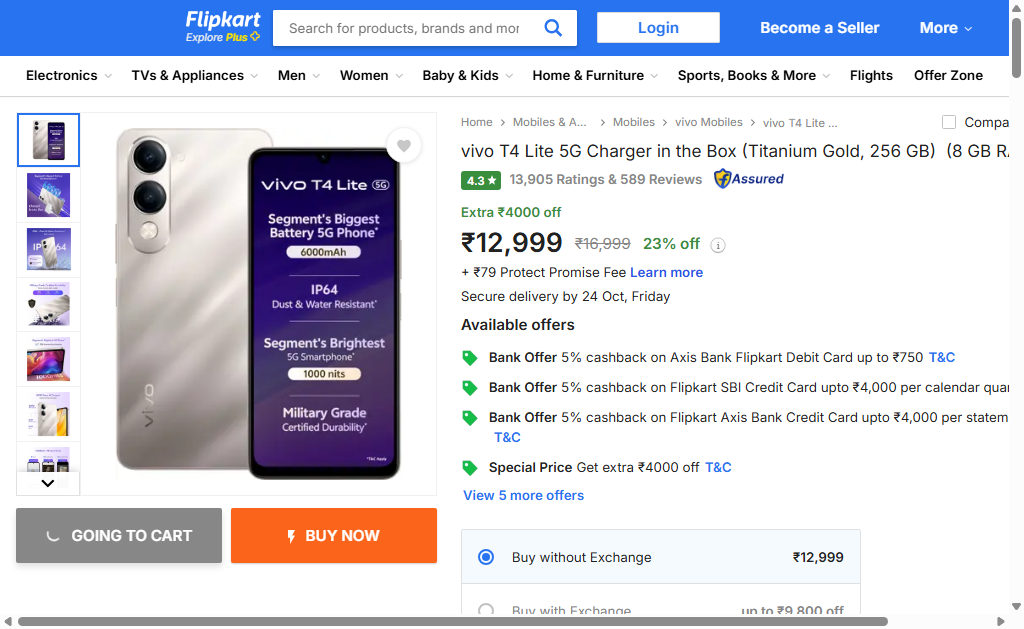 Flipkart
Explore Plus
Search for products, brands and mor
Login
Become a Seller
More
Electronics
TVs & Appliances
Men
Women
Baby & Kids
Home & Furniture
Sports, Books & More
Flights
Offer Zone
Home
Mobiles & A...
Mobiles
vivo Mobiles
vivo T4 Lite ...
Compa
vivo T4 Lite 5G Charger in the Box (Titanium Gold, 256 GB) (8 GB RA
4.3★ 13,905 Ratings & 589 Reviews Assured
Extra ₹4000 off
₹12,999 ₹16,999 23% off
+ ₹79 Protect Promise Fee Learn more
Secure delivery by 24 Oct, Friday
Available offers
Bank Offer 5% cashback on Axis Bank Flipkart Debit Card up to ₹750 T&C
Bank Offer 5% cashback on Flipkart SBI Credit Card upto ₹4,000 per calendar quar
Bank Offer 5% cashback on Flipkart Axis Bank Credit Card upto ₹4,000 per statem
T&C
Special Price Get extra ₹4000 off T&C
View 5 more offers
Buy without Exchange ₹12,999
Buy with Exchange up to ₹9,800 off
vivo T4 Lite 5G
Segment's Biggest
Battery 5G Phone*
6000mAh
IP64
Dust & Water Resistant*
Segment's Brightest
5G Smartphone*
1000 nits
Military Grade
Certified Durability*
*T&C Apply
vivo
GOING TO CART
BUY NOW